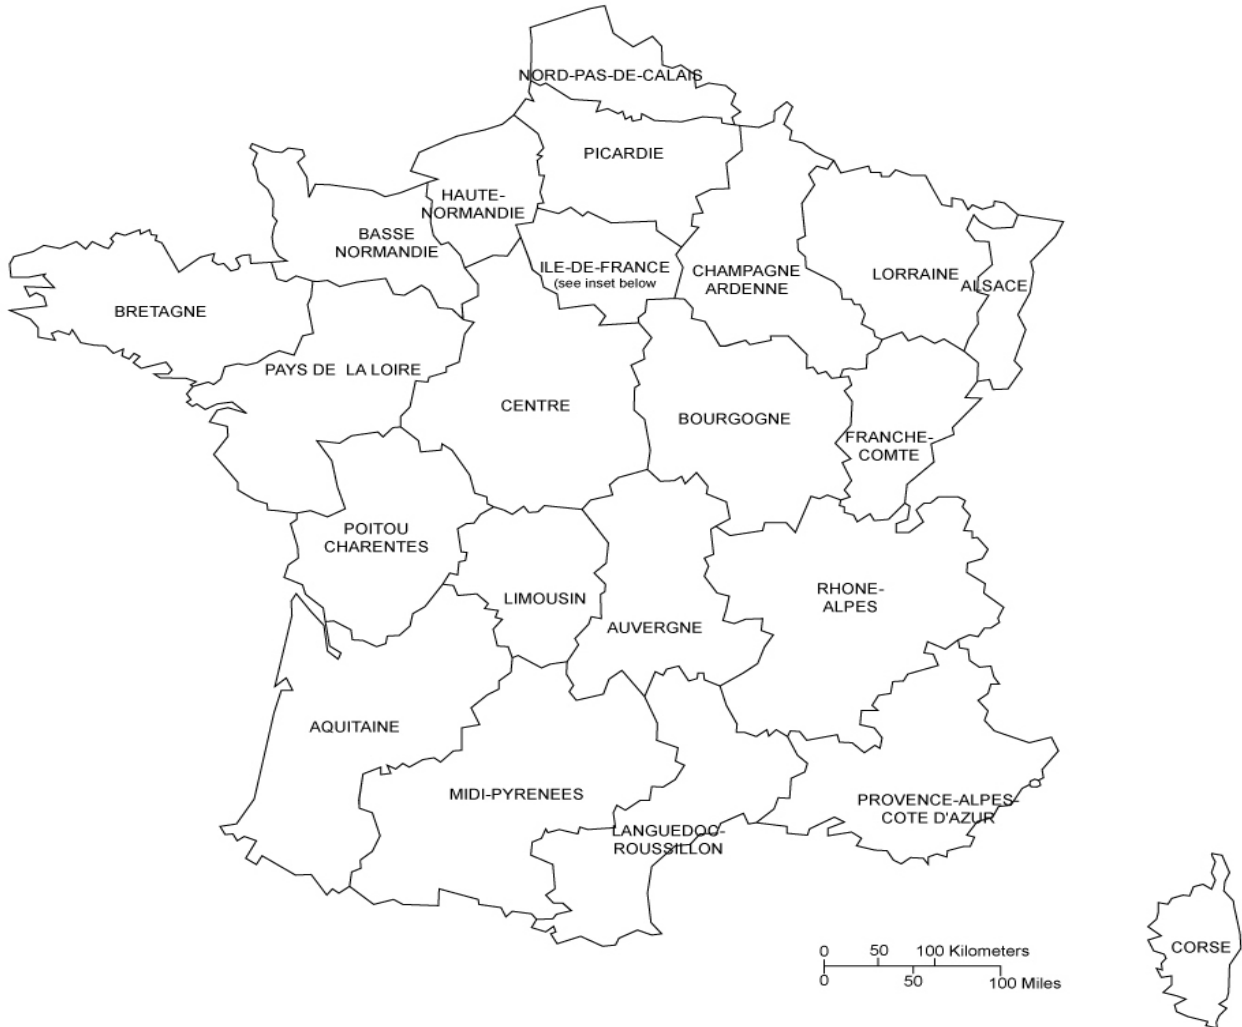 NORD-PAS-DE-CALAIS
PICARDIE
HAUTE-
NORMANDIE
BASSE
NORMANDIE
ILE-DE-FRANCE
(see inset below
CHAMPAGNE
ARDENNE
LORRAINE
ALSACE
BRETAGNE
PAYS DE LA LOIRE
CENTRE
BOURGOGNE
FRANCHE-
COMTE
POITOU
CHARENTES
LIMOUSIN
AUVERGNE
RHONE-
ALPES
AQUITAINE
MIDI-PYRENEES
LANGUEDOC-
ROUSSILLON
PROVENCE-ALPES-
COTE D'AZUR
CORSE
0 50 100 Kilometers
0 50 100 Miles